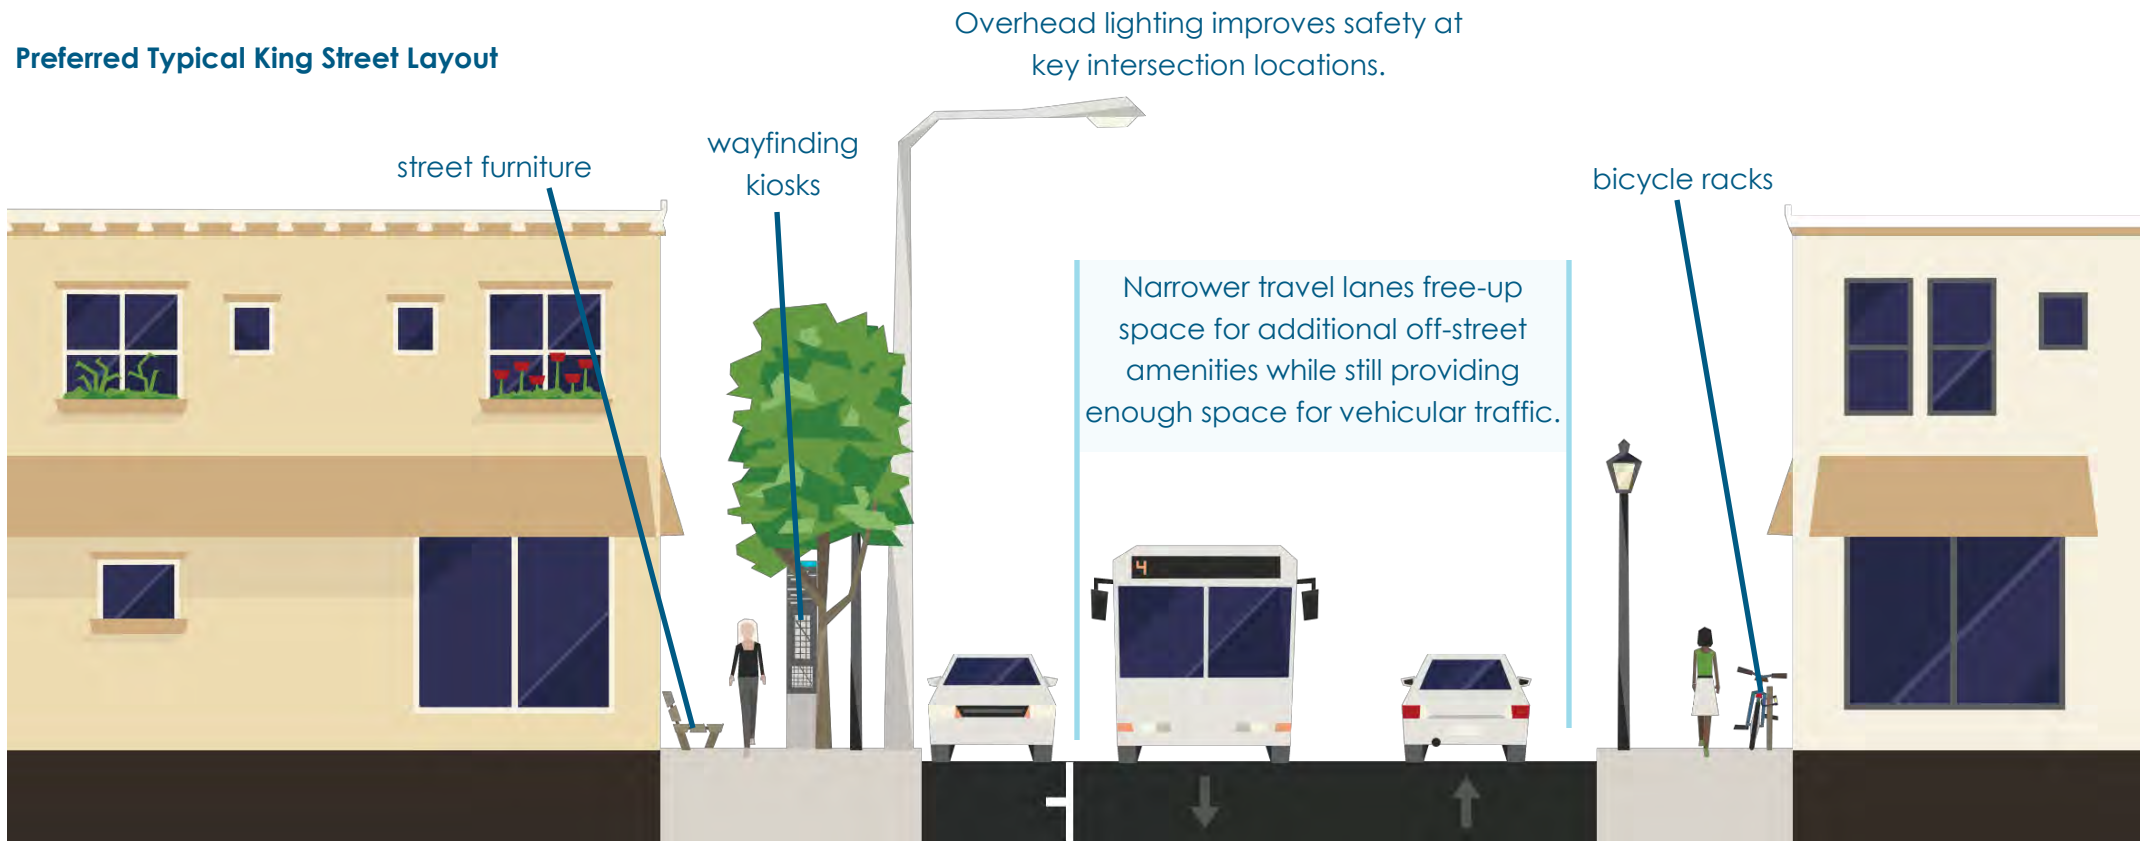 Preferred Typical King Street Layout
Overhead lighting improves safety at
key intersection locations.
street furniture
wayfinding
kiosks
bicycle racks
Narrower travel lanes free-up
space for additional off-street
amenities while still providing
enough space for vehicular traffic.
4